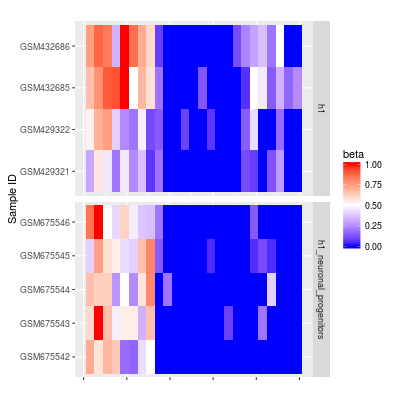 GSM432686
GSM432685
GSM429322
GSM429321
h1
GSM675546
GSM675545
GSM675544
GSM675543
GSM675542
h1_neuronal_progenitors
Sample ID
beta
1.00
0.75
0.50
0.25
0.00